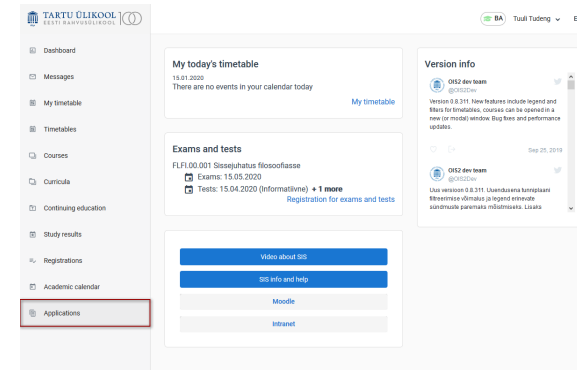 TARTU ÜLIKOOL
EESTI RAHVUSÜLIKOOL
100
BA Tuuli Tudeng E
Dashboard
Messages
My timetable
Timetables
Courses
Curricula
Continuing education
Study results
Registrations
Academic calendar
Applications
My today's timetable
15.01.2020
There are no events in your calendar today
My timetable
Exams and tests
FLFI.00.001 Sissejuhatus filosoofiasse
Exams: 15.05.2020
Tests: 15.04.2020 (Informatiivne) + 1 more
Registration for exams and tests
Video about SIS
SIS info and help
Moodle
Intranet
Version info
OIS2 dev team
@OIS2Dev
Version 0.8.311. New features include legend and
filters for timetables, courses can be opened in a
new (or modal) window. Bug fixes and performance
updates.
Sep 25, 2019
OIS2 dev team
@OIS2Dev
Uus versioon 0.8.311. Uuendusena tunniplaani
filtreerimise võimalus ja legend erinevate
sündmuste paremaks mõistmiseks. Lisaks